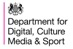 Department for
Digital, Culture
Media & Sport